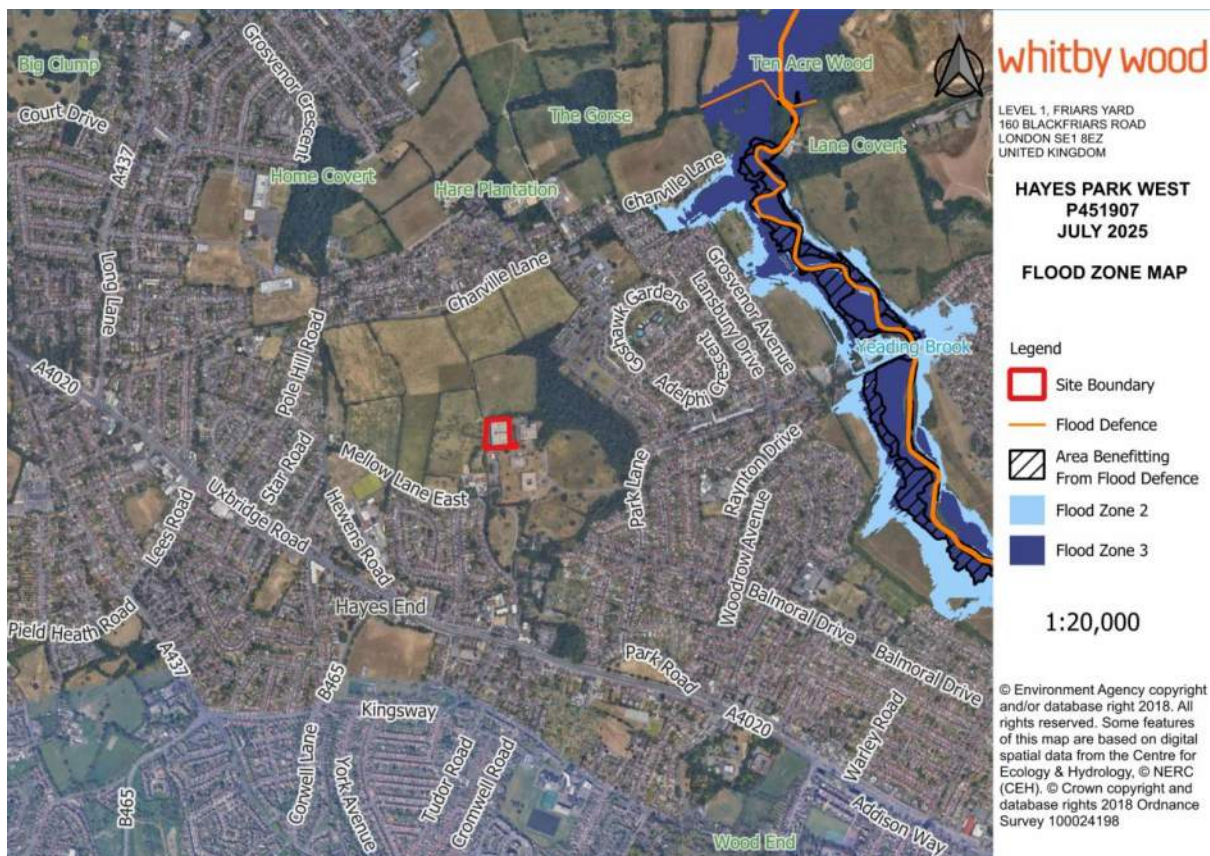 Big Clump
Court Drive
A437
Grosvenor Crescent
Home Covert
Hare Plantation
The Gorse
Ten Acre Wood
Lane Covert
Charville Lane
Long Lane
Pole Hill Road
Charville Lane
Goshawk Gardens
Grosvenor Avenue
Lansbury Drive
Adelphi Crescent
Yeading Brook
A4020
Star Road
Mellow Lane East
Park Lane
Raynton Drive
Woodrow Avenue
Lees Road
Uxbridge Road
Hewens Road
Hayes End
Pield Heath Road
A437
B465
Kingsway
Park Road
Balmoral Drive
Balmoral Drive
A4020
Warley Road
Addison Way
B465
Corwell Lane
York Avenue
Tudor Road
Cromwell Road
Wood End
whitby wood
LEVEL 1, FRIARS YARD
160 BLACKFRIARS ROAD
LONDON SE1 8EZ
UNITED KINGDOM
HAYES PARK WEST
P451907
JULY 2025
FLOOD ZONE MAP
Legend
Site Boundary
Flood Defence
Area Benefitting
From Flood Defence
Flood Zone 2
Flood Zone 3
1:20,000
© Environment Agency copyright
and/or database right 2018. All
rights reserved. Some features
of this map are based on digital
spatial data from the Centre for
Ecology & Hydrology, © NERC
(CEH). © Crown copyright and
database rights 2018 Ordnance
Survey 100024198